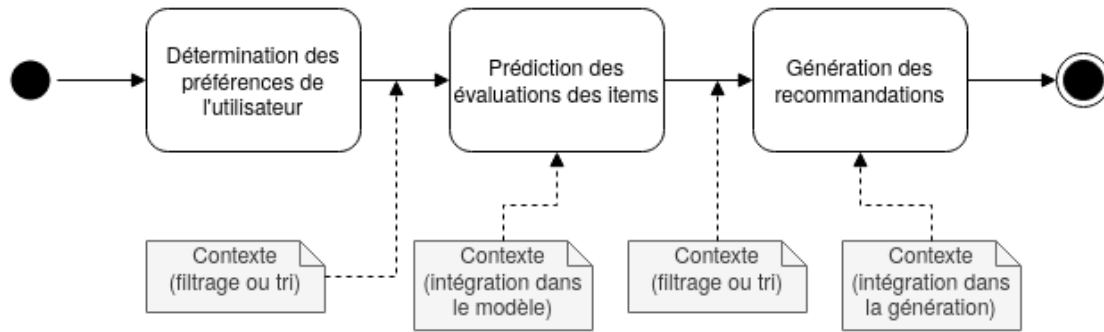 Détermination des
préférences de
l'utilisateur
Prédiction des
évaluations des items
Génération des
recommandations
Contexte
(filtrage ou tri)
Contexte
(intégration dans
le modèle)
Contexte
(filtrage ou tri)
Contexte
(intégration dans
la génération)